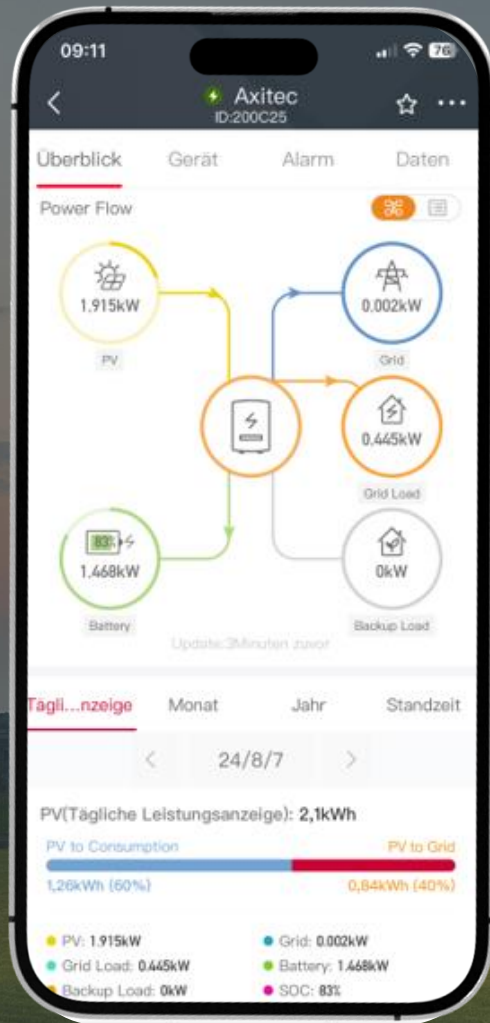 09:11
76
Axitec
ID:200C25
Überblick Gerät Alarm Daten
Power Flow
1.915kW
0.002kW
PV
Grid
0.445kW
Grid Load
83%
1.468kW
0kW
Battery
Backup Load
Update:3Minuten zuvor
Tägli...nzeige Monat Jahr Standzeit
< 24/8/7 >
PV(Tägliche Leistungsanzeige): 2,1kWh
PV to Consumption PV to Grid
1,26kWh (60%) 0,84kWh (40%)
PV: 1.915kW Grid: 0.002kW
Grid Load: 0.445kW Battery: 1.468kW
Backup Load: 0kW SOC: 83%